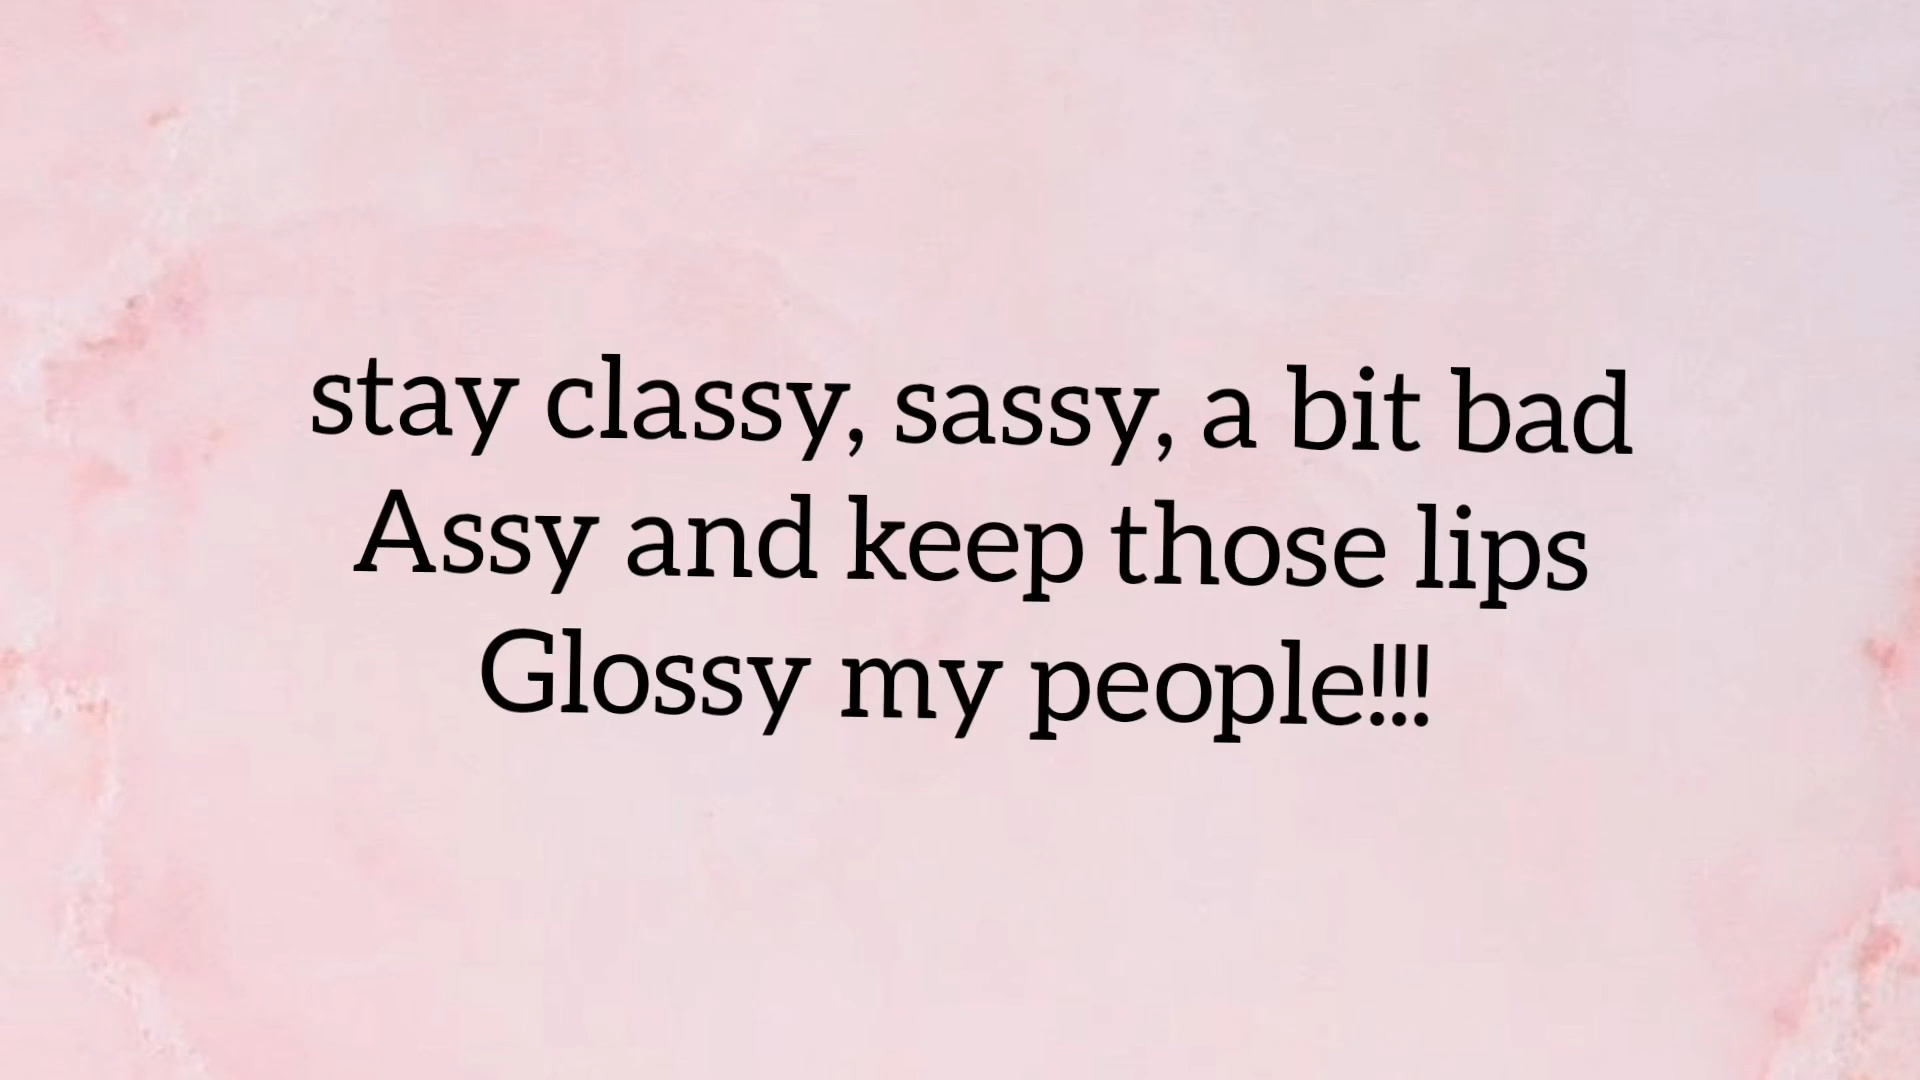 stay classy, sassy, a bit bad
Assy and keep those lips
Glossy my people!!!